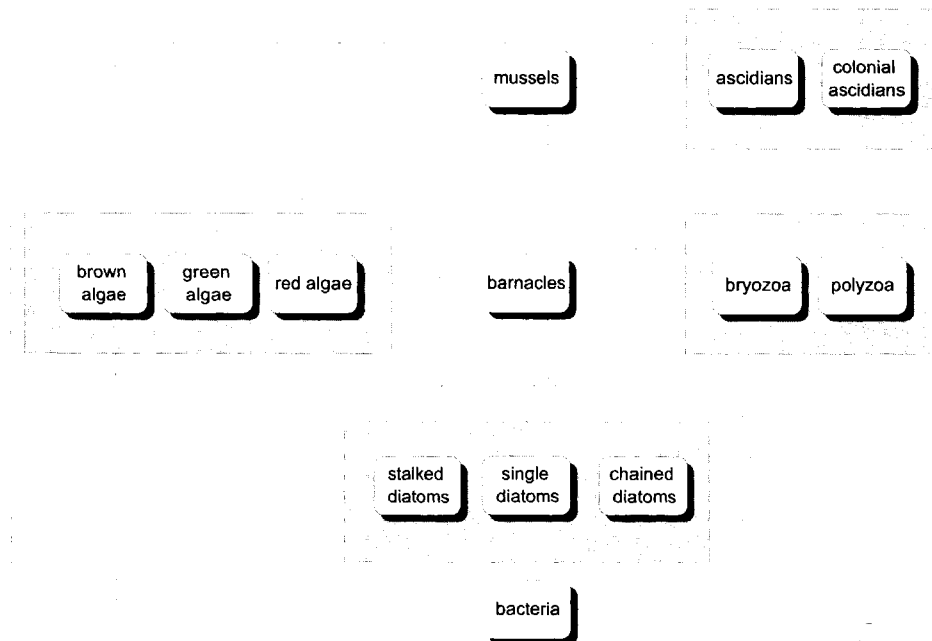 mussels
ascidians
colonial
ascidians
brown
algae
green
algae
red algae
barnacles
bryozoa
polyzoa
stalked
diatoms
single
diatoms
chained
diatoms
bacteria